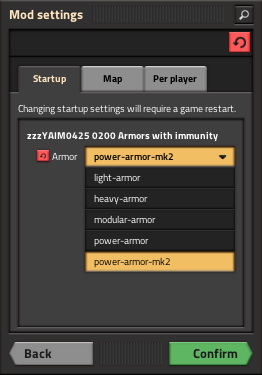 Mod settings
Startup
Map
Per player
Changing startup settings will require a game restart.
zzzYAIM0425 0200 Armors with immunity
Armor
power-armor-mk2
light-armor
heavy-armor
modular-armor
power-armor
power-armor-mk2
Back
Confirm